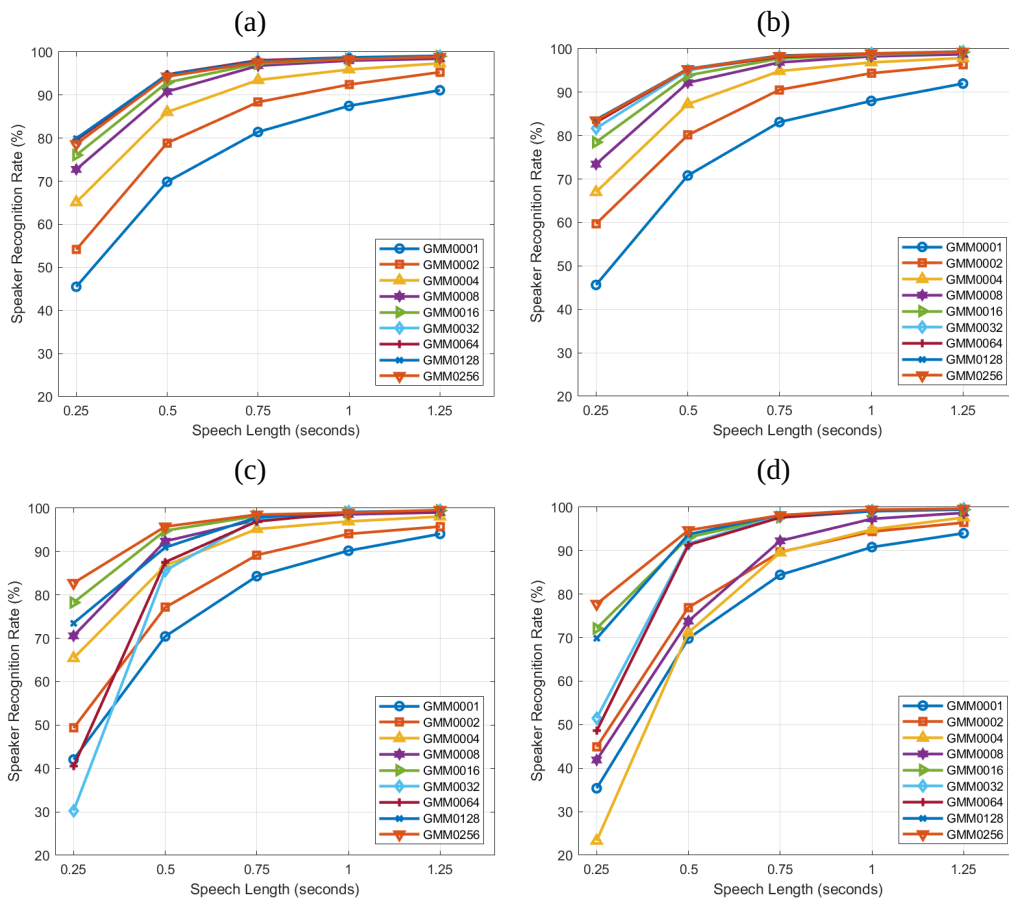 (a)
100
90
80
70
60
50
40
30
20
Speaker Recognition Rate (%)
0.25 0.5 0.75 1 1.25
Speech Length (seconds)
GMM0001
GMM0002
GMM0004
GMM0008
GMM0016
GMM0032
GMM0064
GMM0128
GMM0256
(b)
100
90
80
70
60
50
40
30
20
Speaker Recognition Rate (%)
0.25 0.5 0.75 1 1.25
Speech Length (seconds)
GMM0001
GMM0002
GMM0004
GMM0008
GMM0016
GMM0032
GMM0064
GMM0128
GMM0256
(c)
100
90
80
70
60
50
40
30
20
Speaker Recognition Rate (%)
0.25 0.5 0.75 1 1.25
Speech Length (seconds)
GMM0001
GMM0002
GMM0004
GMM0008
GMM0016
GMM0032
GMM0064
GMM0128
GMM0256
(d)
100
90
80
70
60
50
40
30
20
Speaker Recognition Rate (%)
0.25 0.5 0.75 1 1.25
Speech Length (seconds)
GMM0001
GMM0002
GMM0004
GMM0008
GMM0016
GMM0032
GMM0064
GMM0128
GMM0256